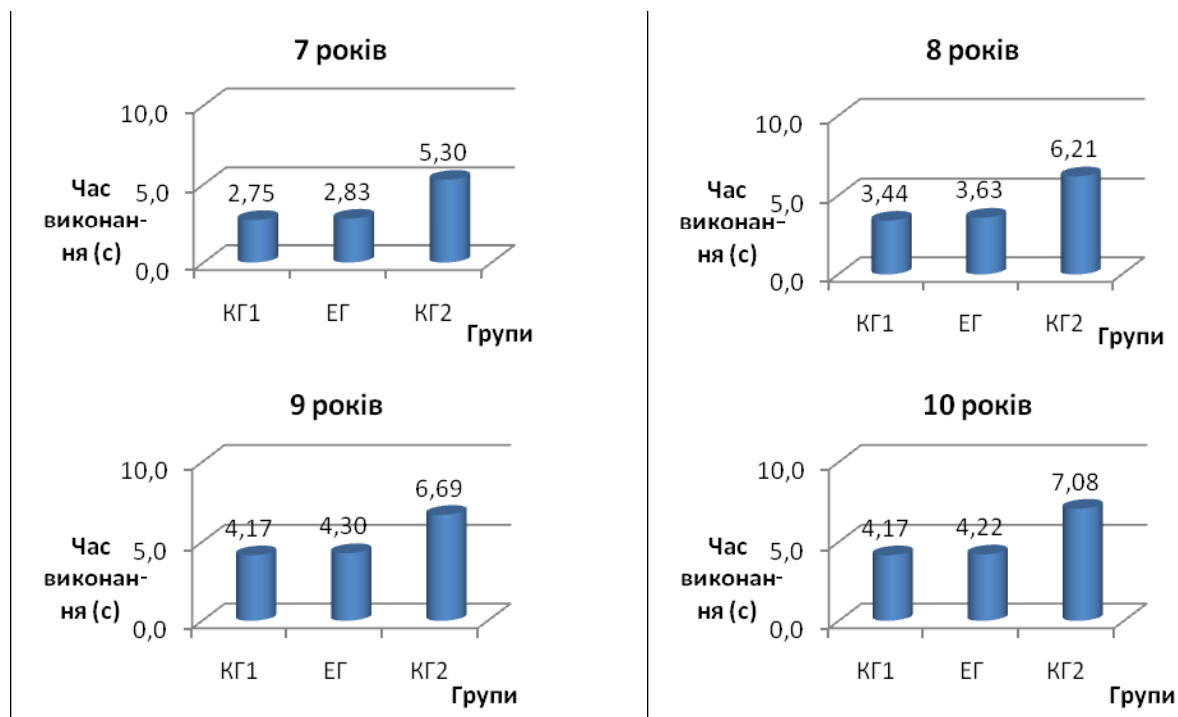 7 років
10,0
5,0
0,0
Час
виконан-
ня (с)
2,75
2,83
5,30
КГ1 ЕГ КГ2
Групи
8 років
10,0
5,0
0,0
Час
виконан-
ня (с)
3,44
3,63
6,21
КГ1 ЕГ КГ2
Групи
9 років
10,0
5,0
0,0
Час
виконан-
ня (с)
4,17
4,30
6,69
КГ1 ЕГ КГ2
Групи
10 років
10,0
5,0
0,0
Час
виконан-
ня (с)
4,17
4,22
7,08
КГ1 ЕГ КГ2
Групи